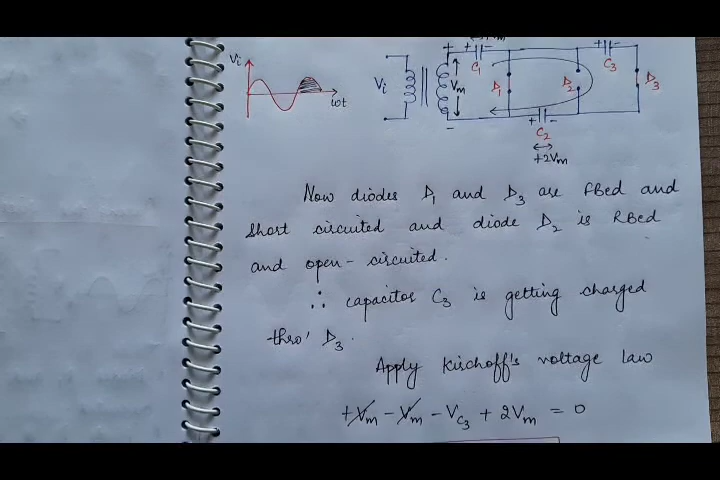 +Vm
+ - + -
Vi C1 C3
Vi Vm D1 D2 D3
ωt
+ -
- C2
+2Vm
Now diodes D1 and D3 are FBed and
short circuited and diode D2 is RBed
and open-circuited.
∴ capacitor C3 is getting charged
thro' D3.
Apply Kirchoff's voltage law
+Vm - Vm - VC3 + 2Vm = 0